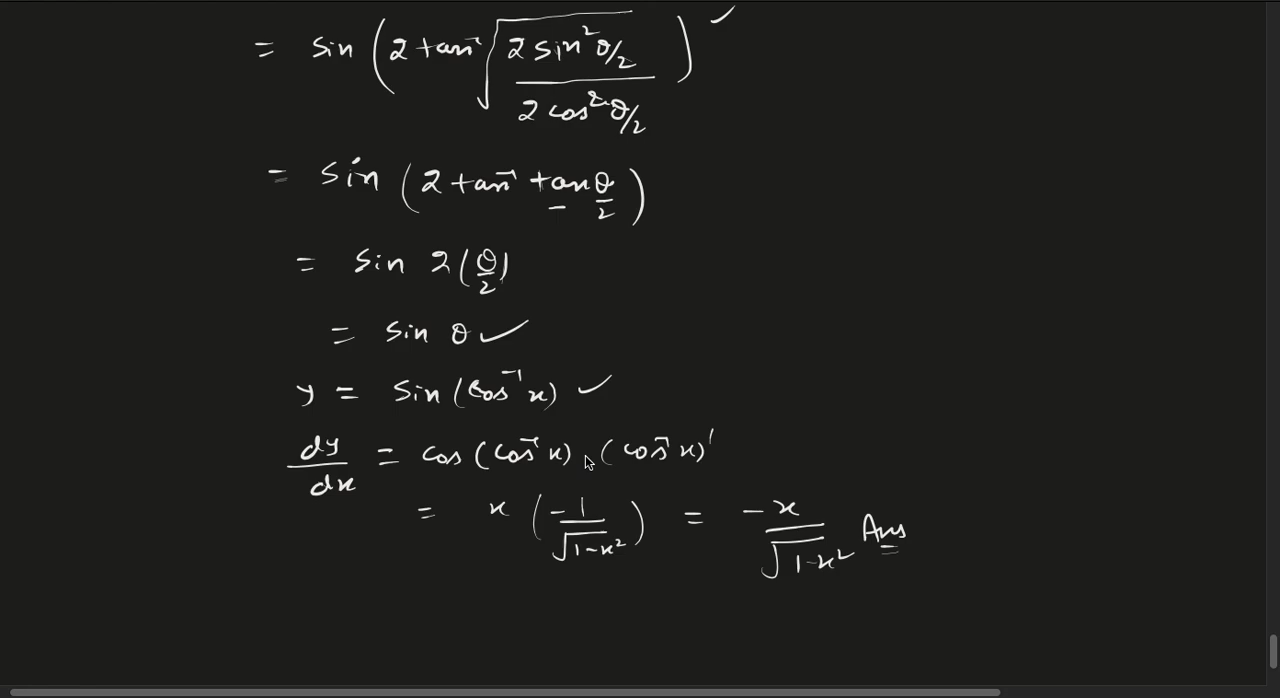 = sin (2 tan⁻¹ √(2 sin² θ/2 / 2 cos² θ/2)) ✓
= sin (2 tan⁻¹ tan θ/2)
= sin 2(θ/2)
= sin θ ✓
y = sin (cos⁻¹ x) ✓
dy/dx = cos (cos⁻¹ x) . (cos⁻¹ x)'
= x (-1/√(1-x²)) = -x/√(1-x²) Ans